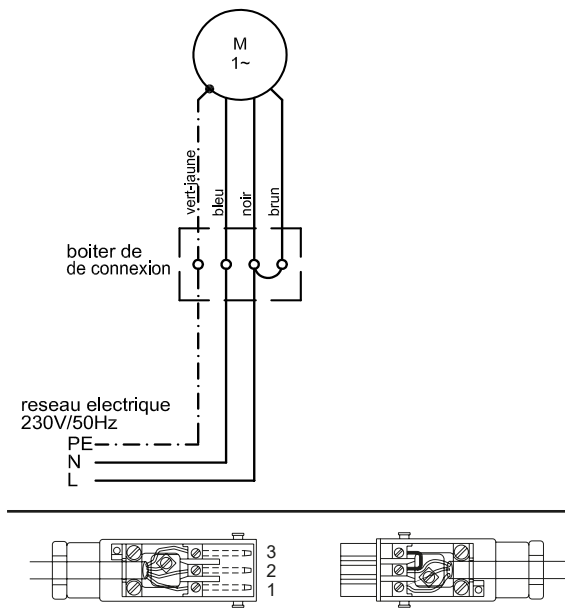 M
1~
vert-jaune
bleu
noir
brun
boiter de
de connexion
reseau electrique
230V/50Hz
PE
N
L
3
2
1